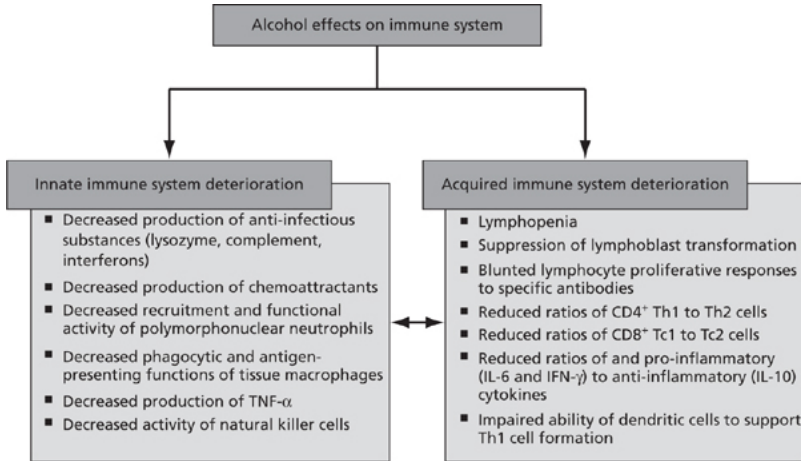 Alcohol effects on immune system
Innate immune system deterioration
■ Decreased production of anti-infectious
substances (lysozyme, complement,
interferons)
■ Decreased production of chemoattractants
■ Decreased recruitment and functional
activity of polymorphonuclear neutrophils
■ Decreased phagocytic and antigen-
presenting functions of tissue macrophages
■ Decreased production of TNF-α
■ Decreased activity of natural killer cells
Acquired immune system deterioration
■ Lymphopenia
■ Suppression of lymphoblast transformation
■ Blunted lymphocyte proliferative responses
to specific antibodies
■ Reduced ratios of CD4⁺ Th1 to Th2 cells
■ Reduced ratios of CD8⁺ Tc1 to Tc2 cells
■ Reduced ratios of and pro-inflammatory
(IL-6 and IFN-γ) to anti-inflammatory (IL-10)
cytokines
■ Impaired ability of dendritic cells to support
Th1 cell formation